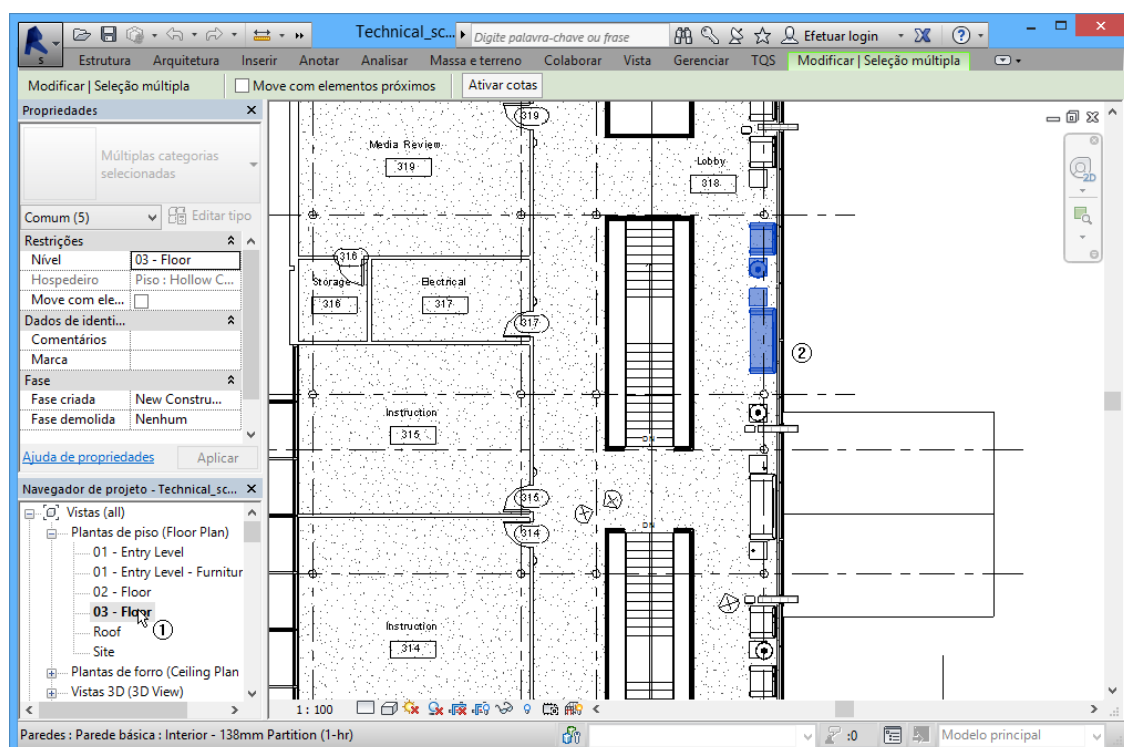 Technical_sc...
Digite palavra-chave ou frase
Efetuar login
S
Estrutura Arquitetura Inserir Anotar Analisar Massa e terreno Colaborar Vista Gerenciar TQS Modificar | Seleção múltipla
Modificar | Seleção múltipla
Move com elementos próximos
Ativar cotas
Propriedades
Múltiplas categorias
selecionadas
Comum (5)
Editar tipo
Restrições
Nível 03 - Floor
Hospedeiro Piso : Hollow C...
Move com ele...
Dados de identi...
Comentários
Marca
Fase
Fase criada New Constru...
Fase demolida Nenhum
Ajuda de propriedades
Aplicar
Navegador de projeto - Technical_sc...
Vistas (all)
Plantas de piso (Floor Plan)
01 - Entry Level
01 - Entry Level - Furnitur
02 - Floor
03 - Floor
1
Roof
Site
Plantas de forro (Ceiling Plan
Vistas 3D (3D View)
319
Media Review
319
Lobby
318
2D
316
Storage
316
Electrical
317
317
2
Instruction
315
DN
315
314
DN
Instruction
314
1 : 100
Paredes : Parede básica : Interior - 138mm Partition (1-hr)
:0
Modelo principal